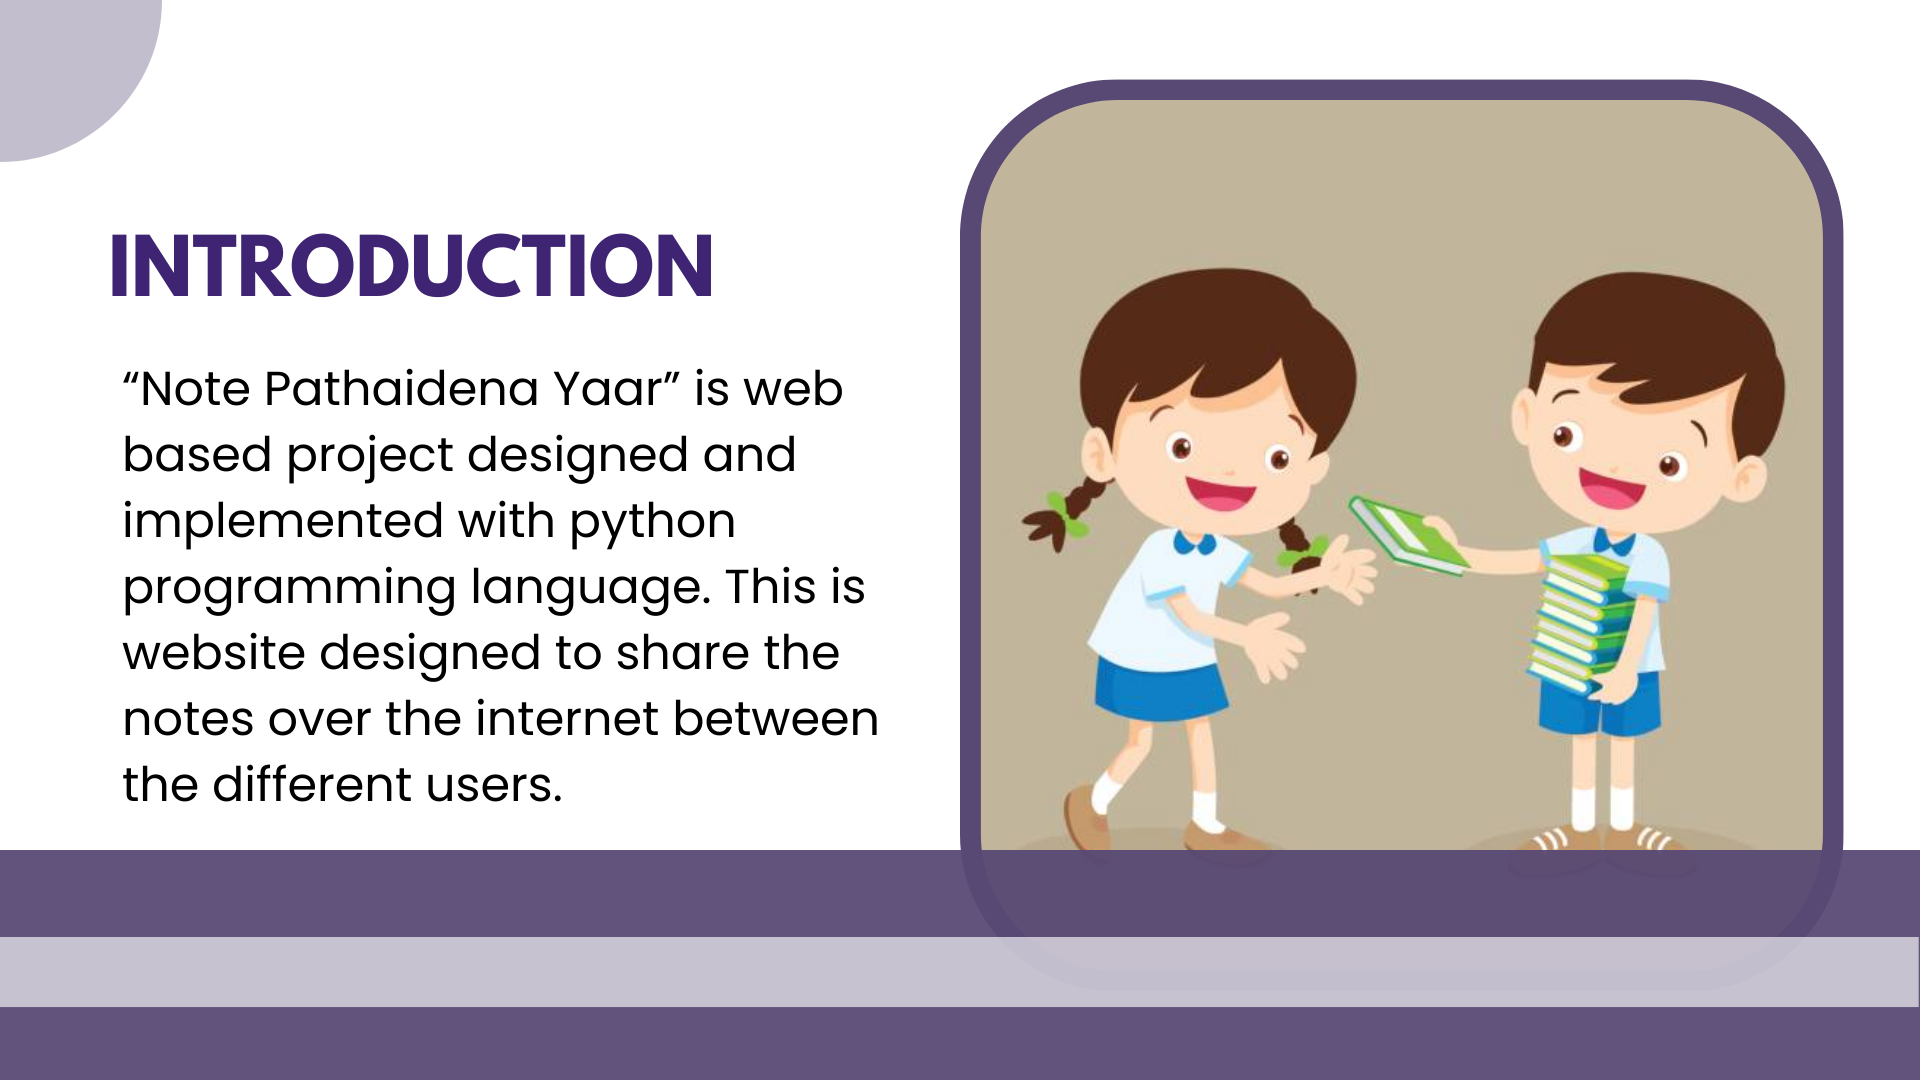 INTRODUCTION
“Note Pathaidena Yaar” is web
based project designed and
implemented with python
programming language. This is
website designed to share the
notes over the internet between
the different users.